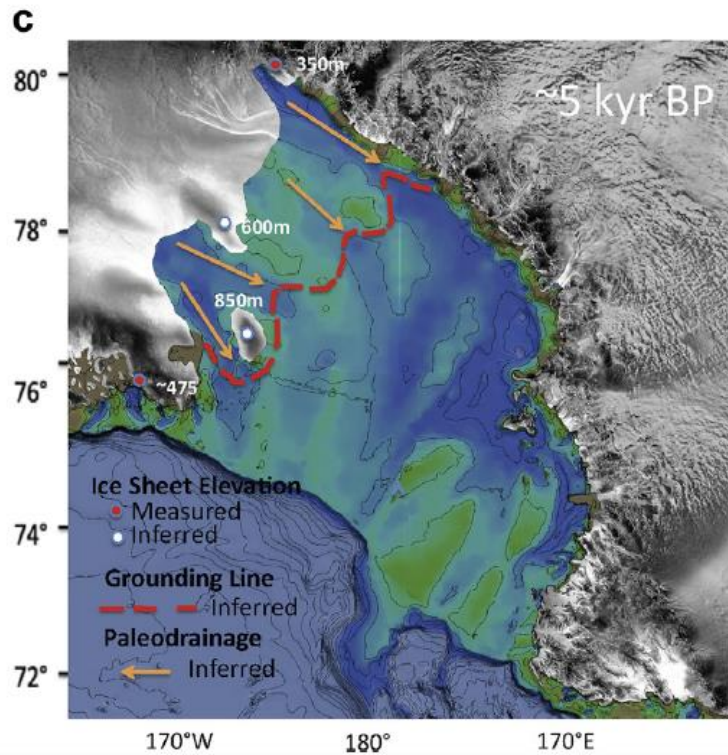 C
80°
350m
~5 kyr BP
78°
600m
850m
76°
~475
Ice Sheet Elevation
Measured
Inferred
74°
Grounding Line
Inferred
Paleodrainage
Inferred
72°
170°W 180° 170°E